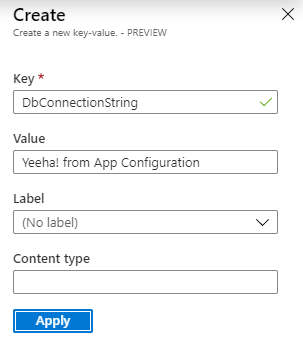 Create
Create a new key-value. - PREVIEW
Key *
DbConnectionString
Value
Yeeha! from App Configuration
Label
(No label)
Content type
Apply